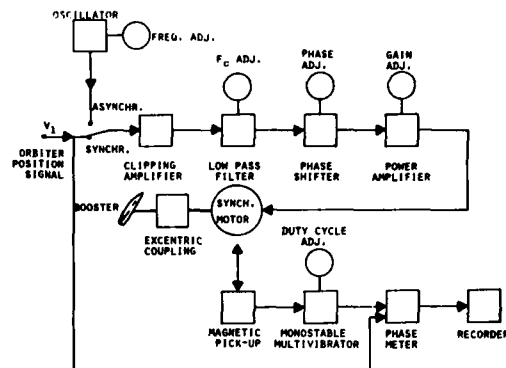 OSCILLATOR
FREQ. ADJ.
Fc ADJ.
PHASE
ADJ.
GAIN
ADJ.
ASYNCHR.
V1
SYNCHR.
ORBITER
POSITION
SIGNAL
CLIPPING
AMPLIFIER
LOW PASS
FILTER
PHASE
SHIFTER
POWER
AMPLIFIER
BOOSTER
SYNCH.
MOTOR
EXCENTRIC
COUPLING
DUTY CYCLE
ADJ.
MAGNETIC
PICK-UP
MONOSTABLE
MULTIVIBRATOR
PHASE
METER
RECORDER